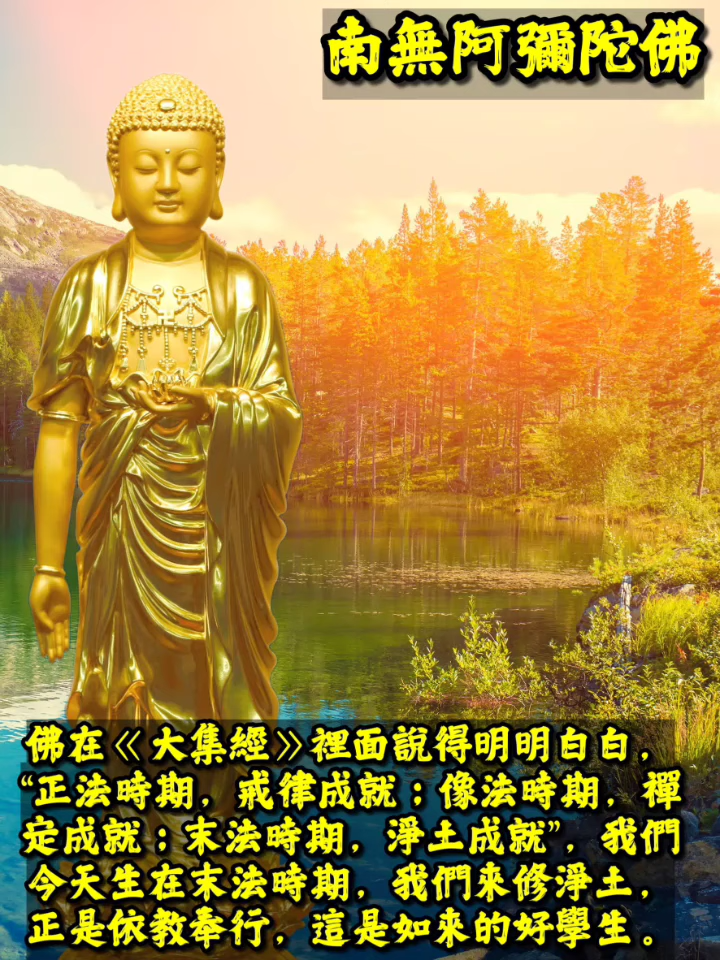 南無阿彌陀佛
佛在《大集經》裡面說得明明白白，
“正法時期，戒律成就；像法時期，禪
定成就；末法時期，淨土成就”，我們
今天生在末法時期，我們來修淨土，
正是依教奉行，這是如來的好學生。